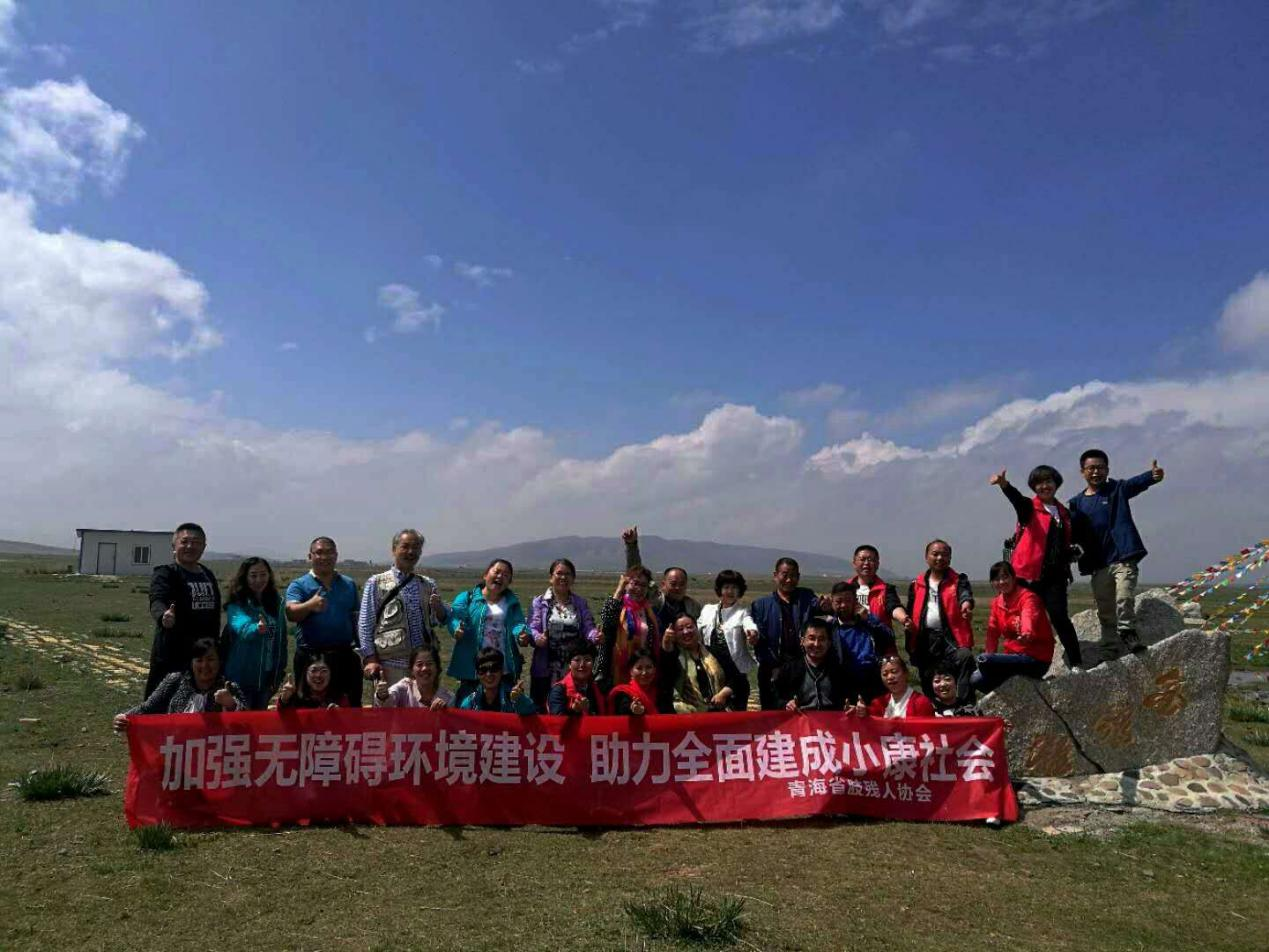 加强无障碍环境建设 助力全面建成小康社会
青海省肢残人协会